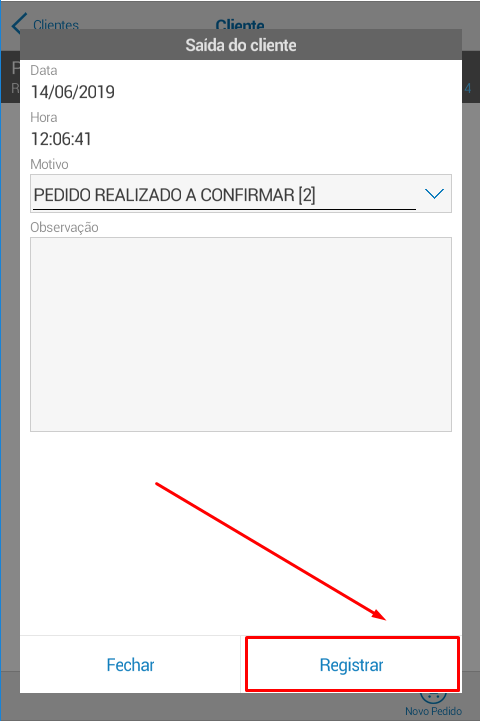 Clientes
Cliente
Saída do cliente
Data
14/06/2019
Hora
12:06:41
Motivo
PEDIDO REALIZADO A CONFIRMAR [2]
Observação
Fechar
Registrar
Novo Pedido